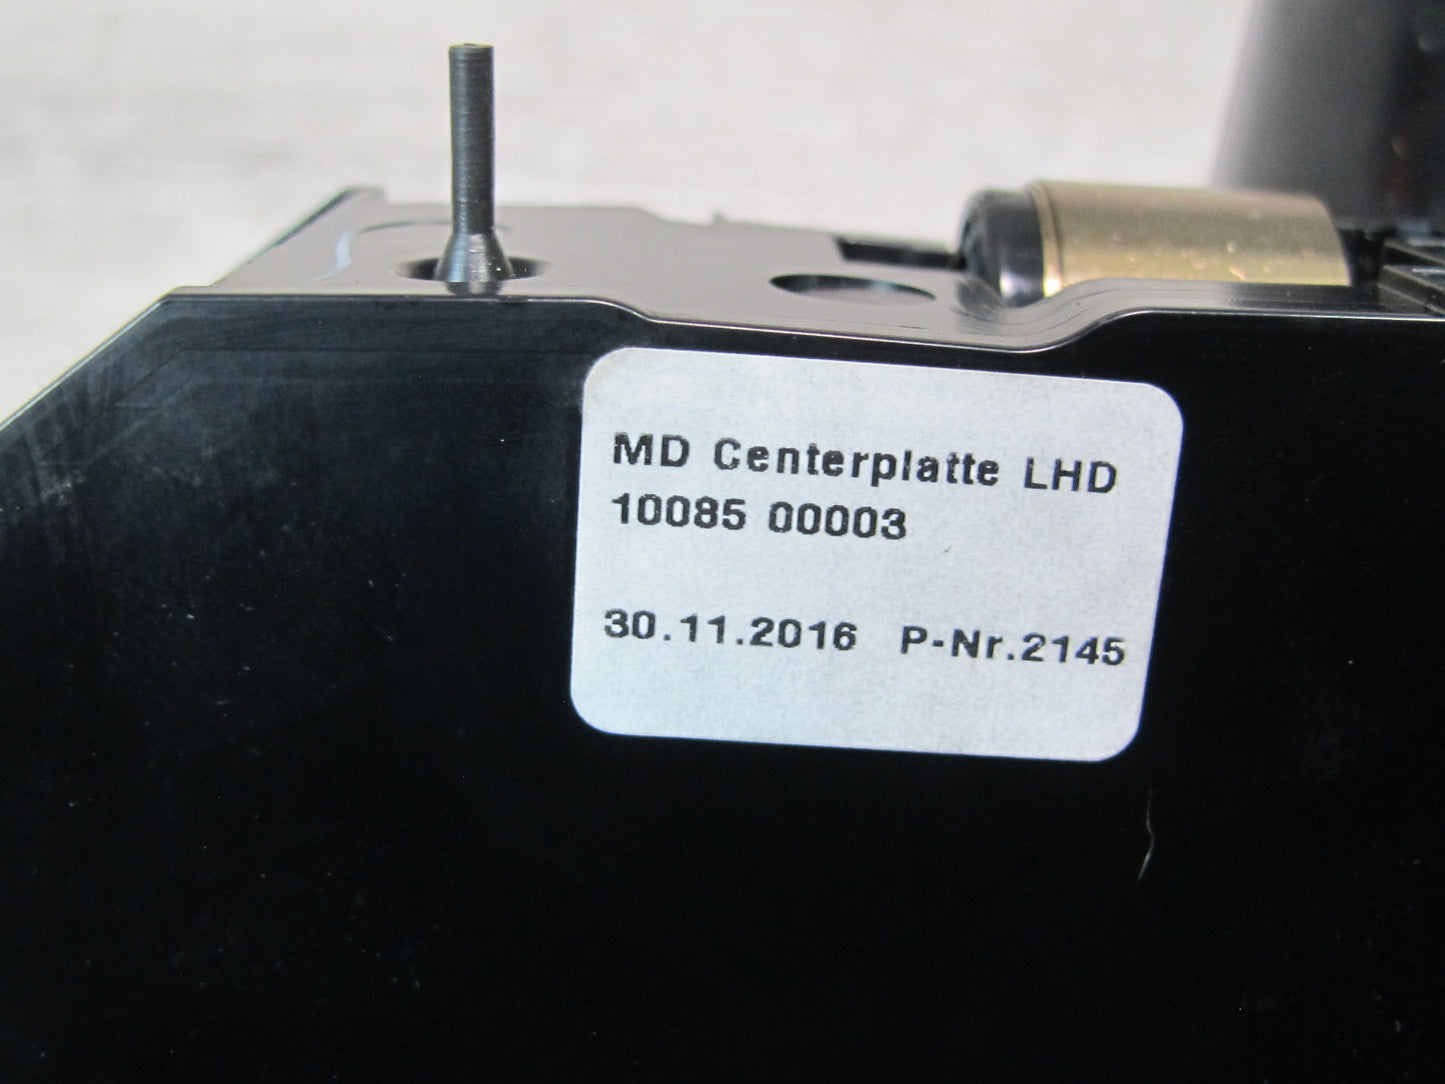 MD Centerplatte LHD
10085 00003
30.11.2016 P-Nr.2145